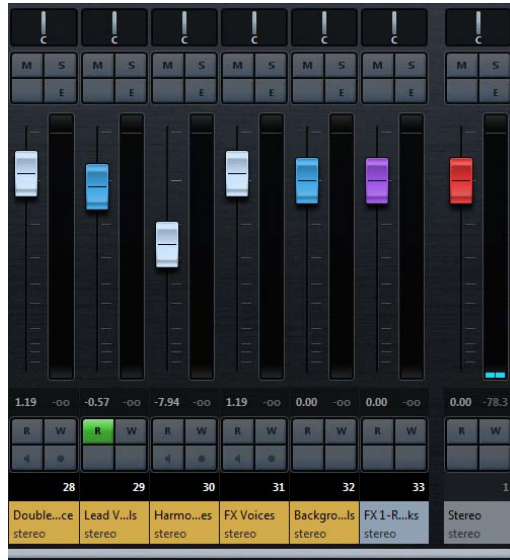 C C C C C C C
M S M S M S M S M S M S M S
E E E E E E E
1.19 -oo -0.57 -oo -7.94 -oo 1.19 -oo 0.00 -oo 0.00 -oo 0.00 -78.3
R W R W R W R W R W R W R W
28 29 30 31 32 33 1
Double...ce Lead V...ls Harmo...es FX Voices Backgro...ls FX 1-R...ks Stereo
stereo stereo stereo stereo stereo stereo stereo